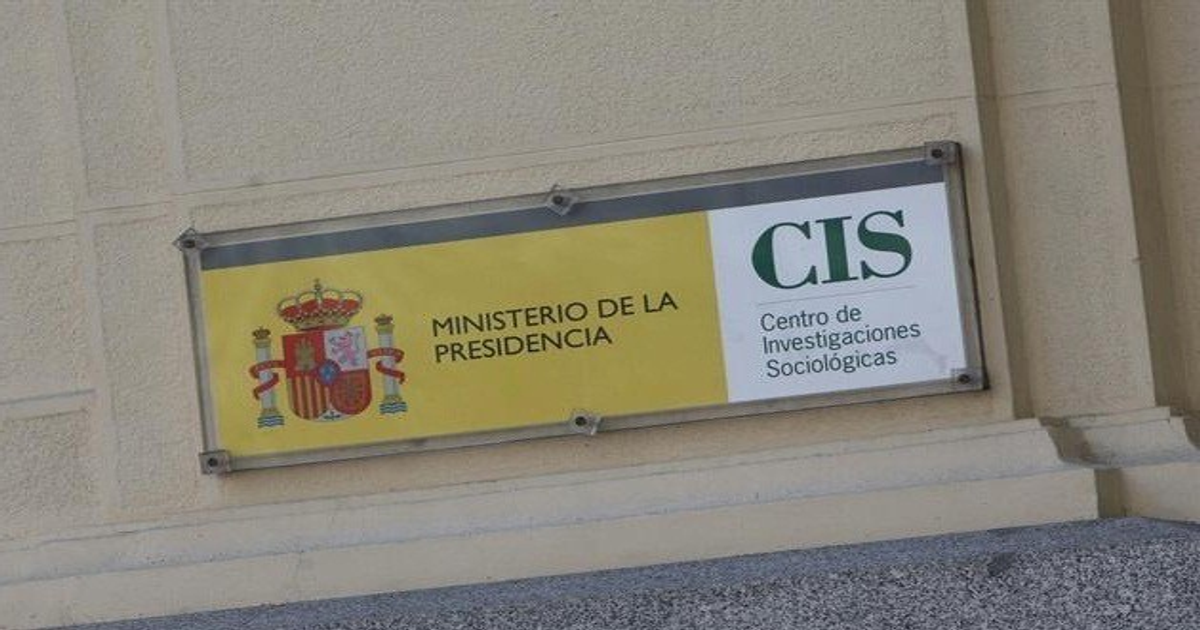 MINISTERIO DE LA
PRESIDENCIA
CIS
Centro de
Investigaciones
Sociológicas